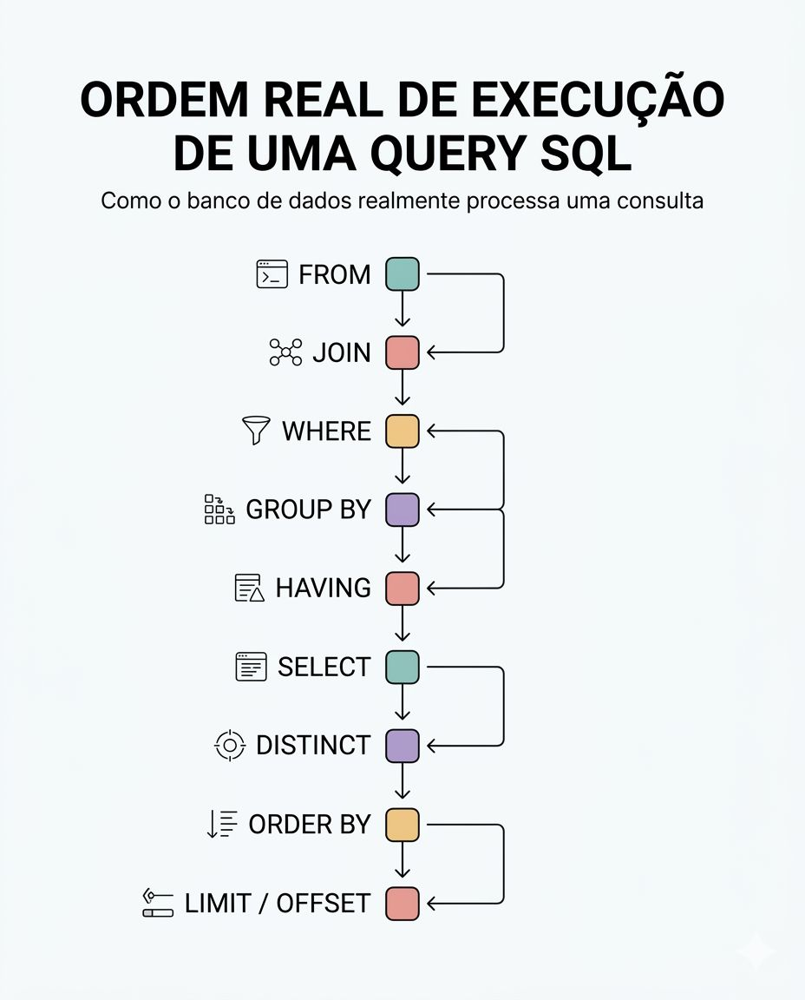 ORDEM REAL DE EXECUÇÃO
DE UMA QUERY SQL
Como o banco de dados realmente processa uma consulta
FROM
JOIN
WHERE
GROUP BY
HAVING
SELECT
DISTINCT
ORDER BY
LIMIT / OFFSET